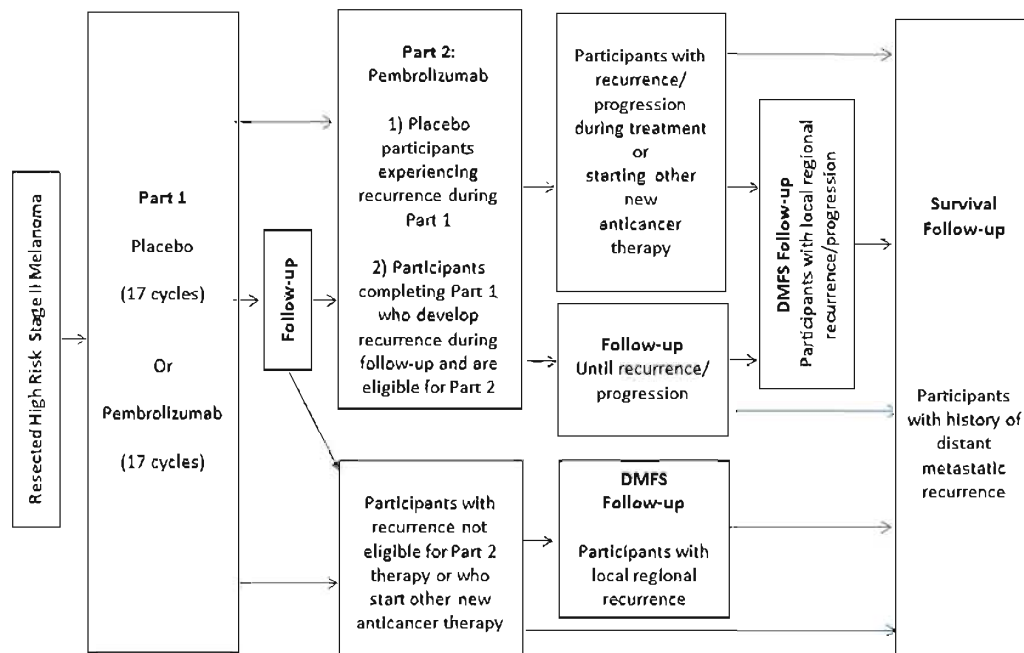 Resected High Risk Stage II Melanoma
Part 1
Placebo
(17 cycles)
Or
Pembrolizumab
(17 cycles)
Follow-up
Part 2:
Pembrolizumab
1) Placebo
participants
experiencing
recurrence during
Part 1
2) Participants
completing Part 1
who develop
recurrence during
follow-up and are
eligible for Part 2
Participants with
recurrence not
eligible for Part 2
therapy or who
start other new
anticancer therapy
Participants with
recurrence/
progression
during treatment
or
starting other
new
anticancer
therapy
Follow-up
Until recurrence/
progression
DMFS
Follow-up
Participants with
local regional
recurrence
DMFS Follow-up
Participants with local regional
recurrence/progression
Survival
Follow-up
Participants
with history of
distant
metastatic
recurrence